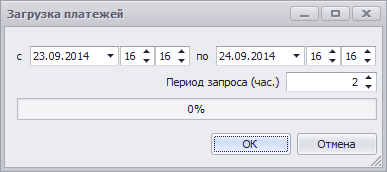 Загрузка платежей
с 23.09.2014 16 16 по 24.09.2014 16 16
Период запроса (час.) 2
0%
ОК Отмена